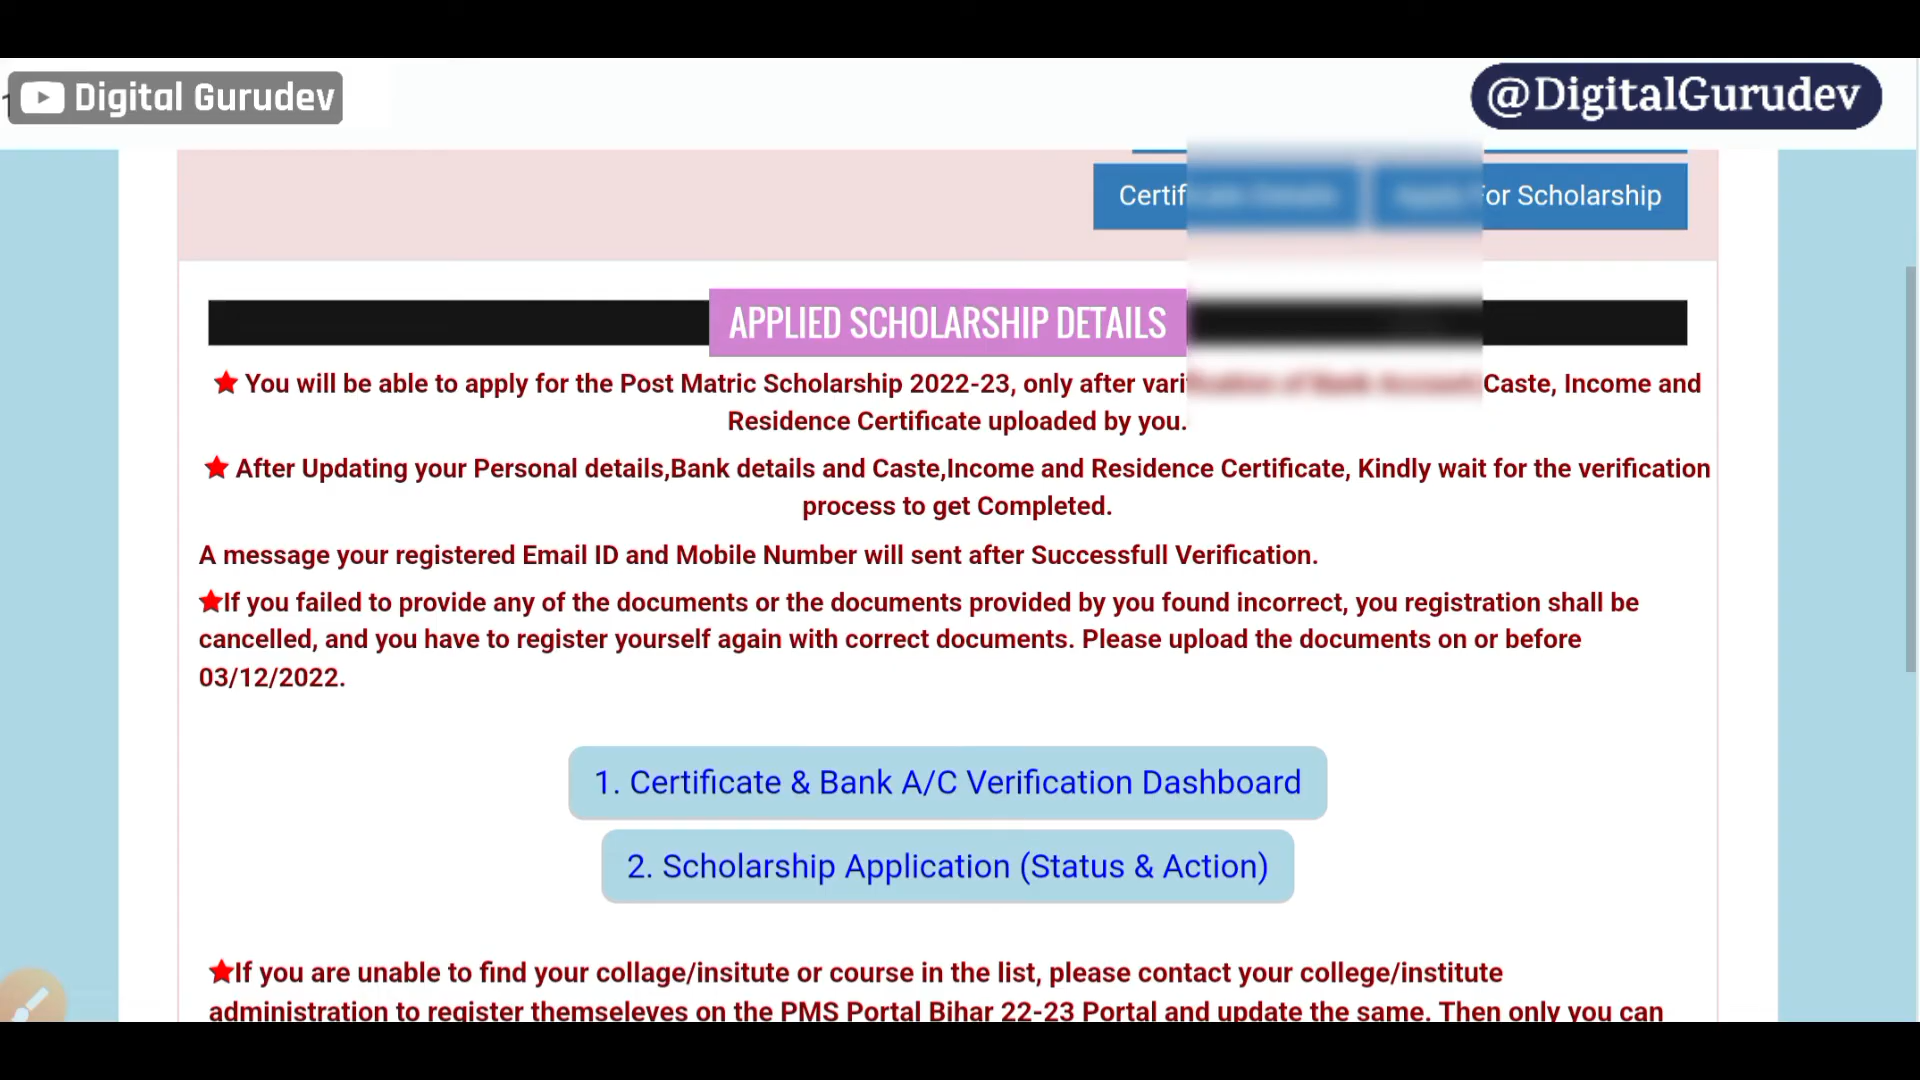 Digital Gurudev
@DigitalGurudev
For Scholarship
APPLIED SCHOLARSHIP DETAILS
You will be able to apply for the Post Matric Scholarship 2022-23, only after Caste, Income and
Residence Certificate uploaded by you.
After Updating your Personal details,Bank details and Caste,Income and Residence Certificate, Kindly wait for the verification
process to get Completed.
A message your registered Email ID and Mobile Number will sent after Successfull Verification.
If you failed to provide any of the documents or the documents provided by you found incorrect, you registration shall be
cancelled, and you have to register yourself again with correct documents. Please upload the documents on or before
03/12/2022.
1. Certificate & Bank A/C Verification Dashboard
2. Scholarship Application (Status & Action)
If you are unable to find your collage/insitute or course in the list, please contact your college/institute
administration to register themseleves on the PMS Portal Bihar 22-23 Portal and update the same. Then only you can